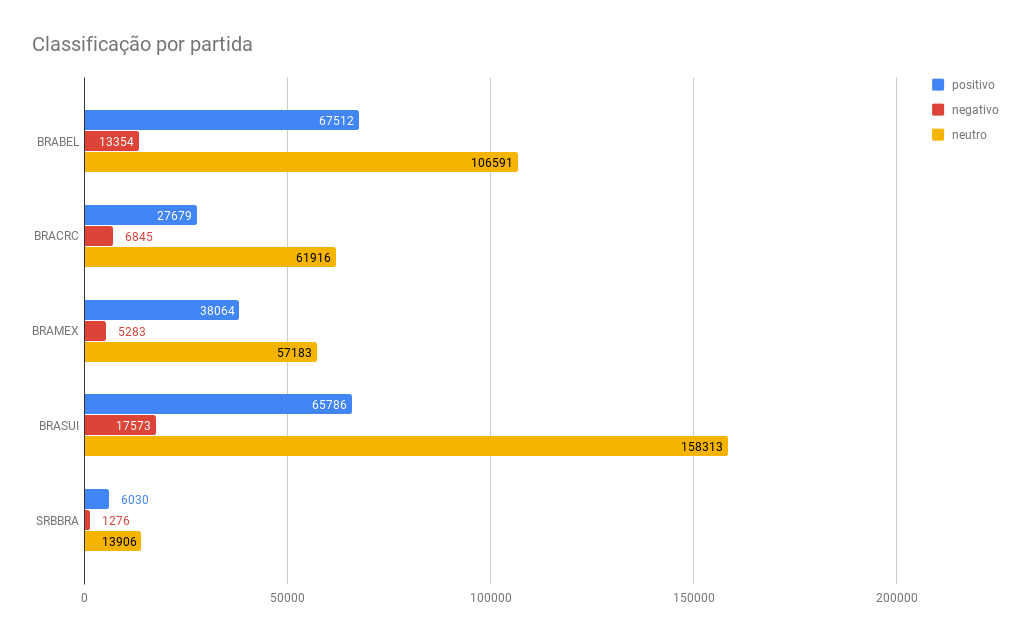 Classificação por partida
positivo
negativo
neutro
BRABEL
67512
13354
106591
BRACRC
27679
6845
61916
BRAMEX
38064
5283
57183
BRASUI
65786
17573
158313
SRBBRA
6030
1276
13906
0 50000 100000 150000 200000